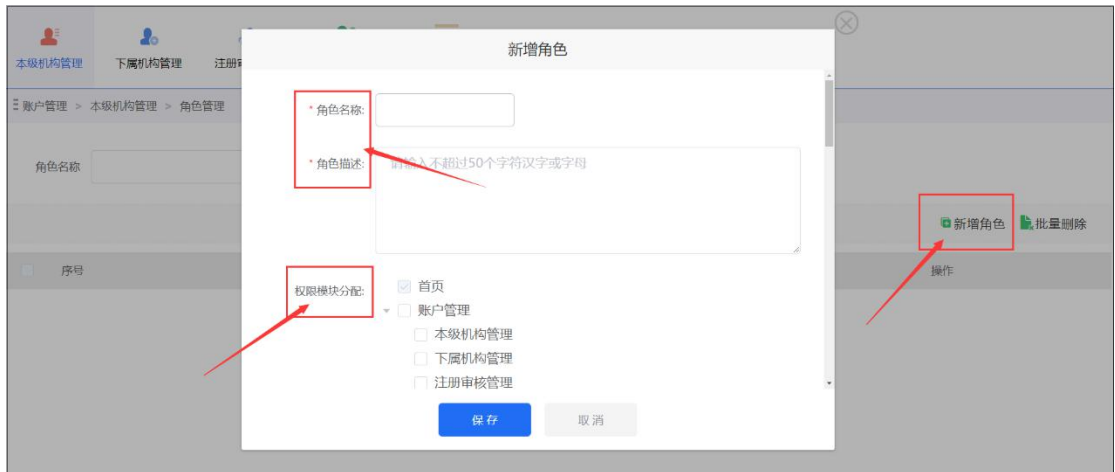 新增角色
本级机构管理
下属机构管理
账户管理 > 本级机构管理 > 角色管理
* 角色名称:
角色名称
* 角色描述:
不超过50个字符汉字或字母
新增角色
批量删除
序号
操作
权限模块分配:
首页
账户管理
本级机构管理
下属机构管理
注册审核管理
保存
取消